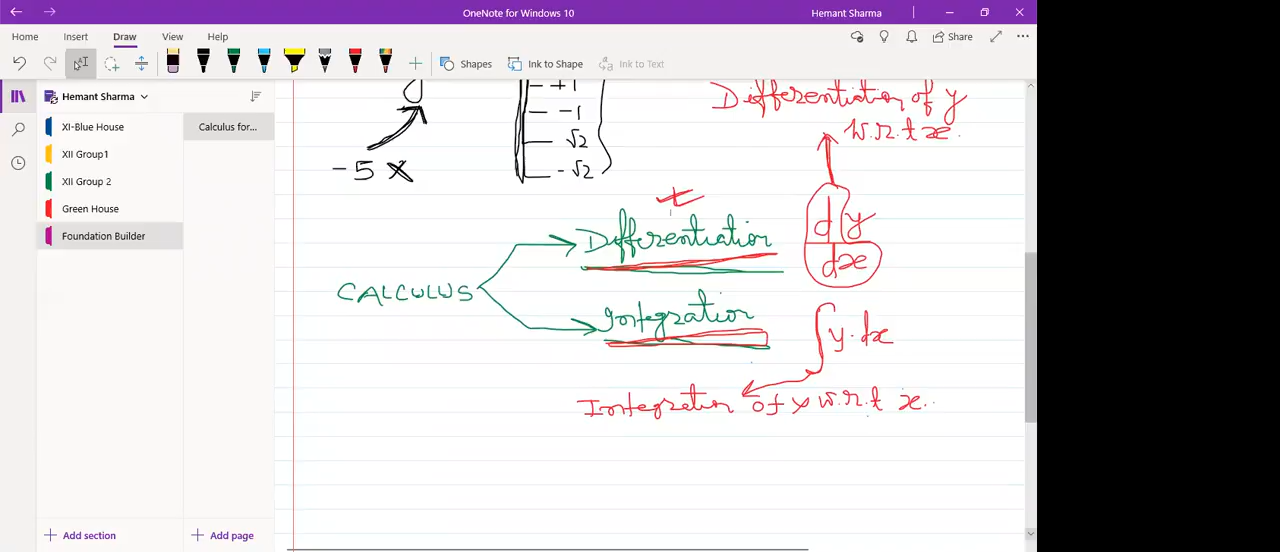 OneNote for Windows 10
Hemant Sharma
Home Insert Draw View Help
Share
Shapes
Ink to Shape
Ink to Text
Hemant Sharma
XI-Blue House
XII Group1
XII Group 2
Green House
Foundation Builder
Calculus for...
Add section
Add page
+ 1
- 1
√2
- √2
- 5 x
Differentiation of y
w.r.t x.
Differentiation
dy
dx
CALCULUS
Integration
∫ y · dx
Integration of y w.r.t x.